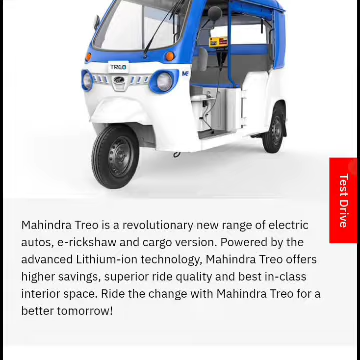 TREO
Test Drive
Mahindra Treo is a revolutionary new range of electric
autos, e-rickshaw and cargo version. Powered by the
advanced Lithium-ion technology, Mahindra Treo offers
higher savings, superior ride quality and best in-class
interior space. Ride the change with Mahindra Treo for a
better tomorrow!